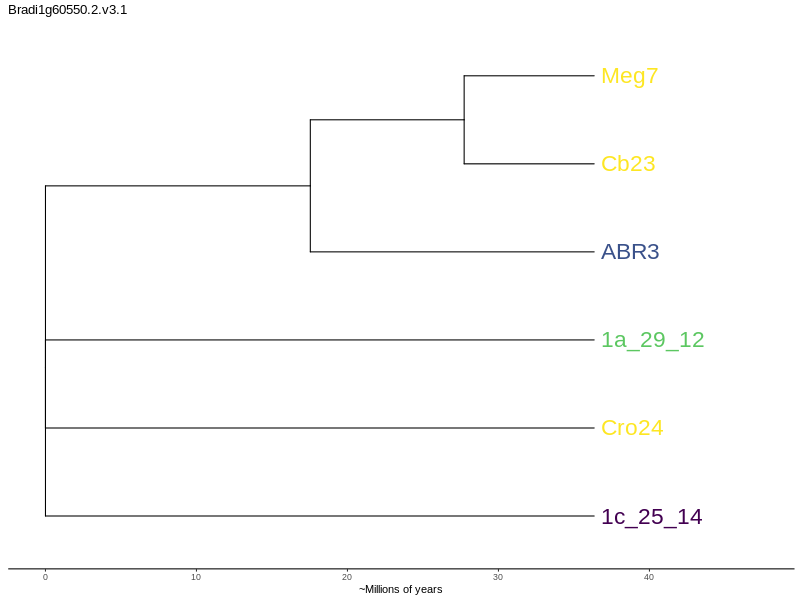 Bradi1g60550.2.v3.1
Meg7
Cb23
ABR3
1a_29_12
Cro24
1c_25_14
0 10 20 30 40
~Millions of years